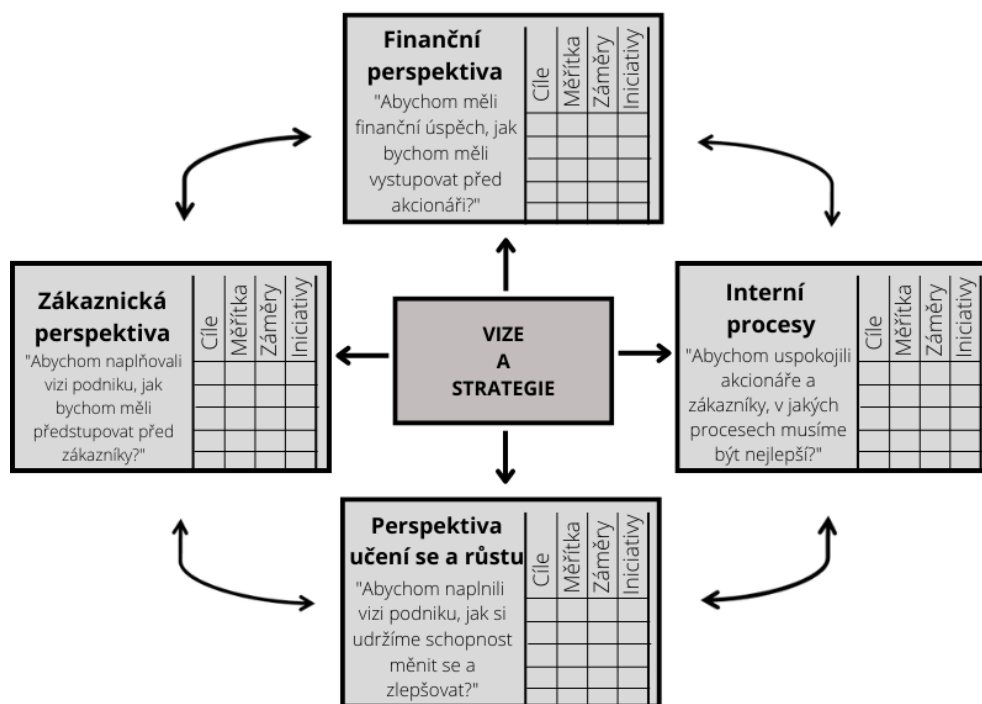 Finanční
perspektiva
"Abychom měli
finanční úspěch, jak
bychom měli
vystupovat před
akcionáři?"
Cíle
Měřítka
Záměry
Iniciativy
Zákaznická
perspektiva
"Abychom naplňovali
vizi podniku, jak
bychom měli
předstupovat před
zákazníky?"
Cíle
Měřítka
Záměry
Iniciativy
VIZE
A
STRATEGIE
Interní
procesy
"Abychom uspokojili
akcionáře a
zákazníky, v jakých
procesech musíme
být nejlepší?"
Cíle
Měřítka
Záměry
Iniciativy
Perspektiva
učení se a růstu
"Abychom naplnili
vizi podniku, jak si
udržíme schopnost
měnit se a
zlepšovat?"
Cíle
Měřítka
Záměry
Iniciativy